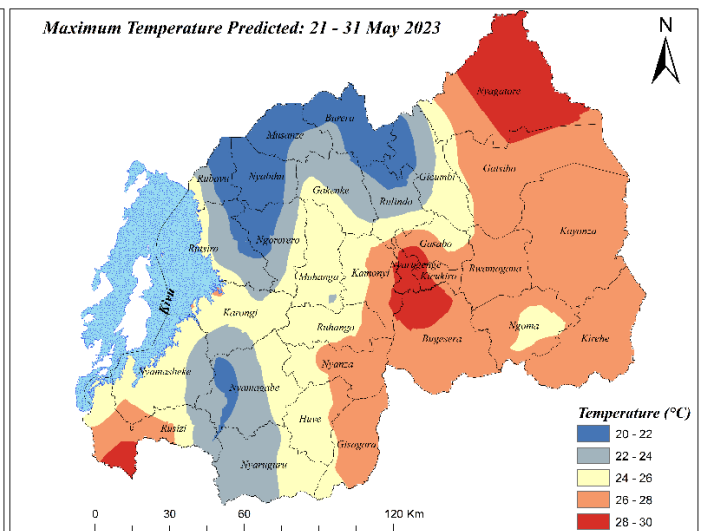 Maximum Temperature Predicted: 21 - 31 May 2023
N
Nyagatare
Burera
Musanze
Rubavu
Nyabihu
Gakenke
Gicumbi
Gatsibo
Rulindo
Ngororero
Rutsiro
Gasabo
Kayonza
Nyarugenge
Kicukiro
Rwamagana
Muhanga
Kamonyi
Kivu
Karongi
Ruhango
Bugesera
Ngoma
Kirehe
Nyanza
Nyamasheke
Nyamagabe
Huye
Rusizi
Gisagara
Nyaruguru
Temperature (°C)
20 - 22
22 - 24
24 - 26
26 - 28
28 - 30
0 30 60 120 Km